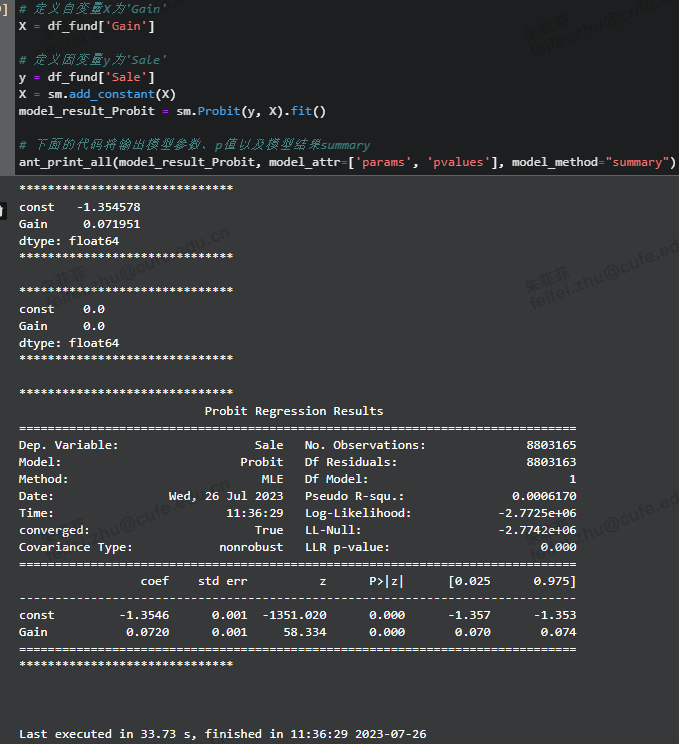 ]
# 定义自变量X为'Gain'
X = df_fund['Gain']
# 定义因变量y为'Sale'
y = df_fund['Sale']
X = sm.add_constant(X)
model_result_Probit = sm.Probit(y, X).fit()
# 下面的代码将输出模型参数、p值以及模型结果summary
ant_print_all(model_result_Probit, model_attr=['params', 'pvalues'], model_method="summary")
******************************
const   -1.354578
Gain     0.071951
dtype: float64
******************************
******************************
const    0.0
Gain     0.0
dtype: float64
******************************
******************************
                          Probit Regression Results
==============================================================================
Dep. Variable:                   Sale   No. Observations:              8803165
Model:                         Probit   Df Residuals:                  8803163
Method:                           MLE   Df Model:                            1
Date:                Wed, 26 Jul 2023   Pseudo R-squ.:               0.0006170
Time:                        11:36:29   Log-Likelihood:            -2.7725e+06
converged:                       True   LL-Null:                   -2.7742e+06
Covariance Type:            nonrobust   LLR p-value:                     0.000
==============================================================================
                 coef    std err          z      P>|z|      [0.025      0.975]
------------------------------------------------------------------------------
const         -1.3546      0.001  -1351.020      0.000      -1.357      -1.353
Gain           0.0720      0.001     58.334      0.000       0.070       0.074
==============================================================================
******************************
Last executed in 33.73 s, finished in 11:36:29 2023-07-26